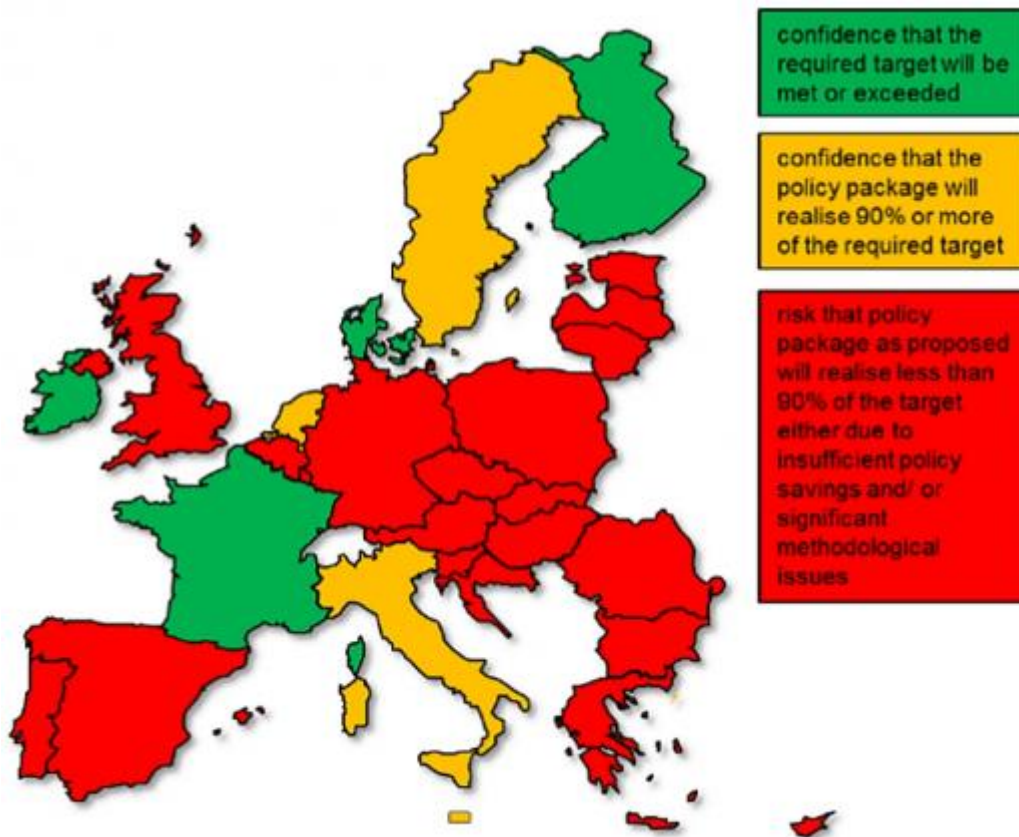 confidence that the
required target will be
met or exceeded
confidence that the
policy package will
realise 90% or more
of the required target
risk that policy
package as proposed
will realise less than
90% of the target
either due to
insufficient policy
savings and/ or
significant
methodological
issues